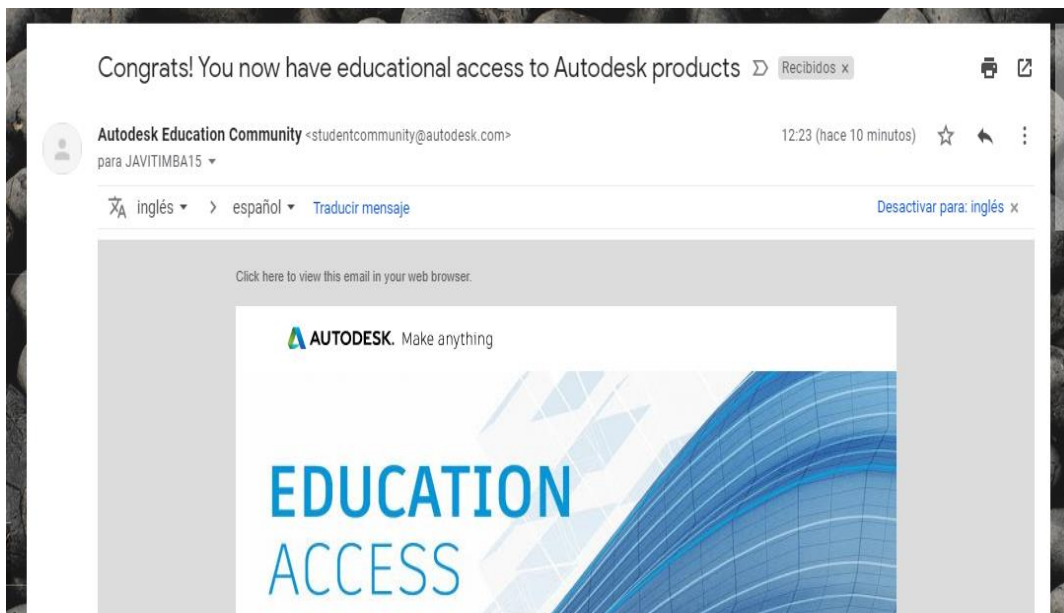 Congrats! You now have educational access to Autodesk products Recibidos x
Autodesk Education Community <studentcommunity@autodesk.com> 12:23 (hace 10 minutos)
para JAVITIMBA15
inglés > español Traducir mensaje Desactivar para: inglés x
Click here to view this email in your web browser.
AUTODESK. Make anything
EDUCATION
ACCESS